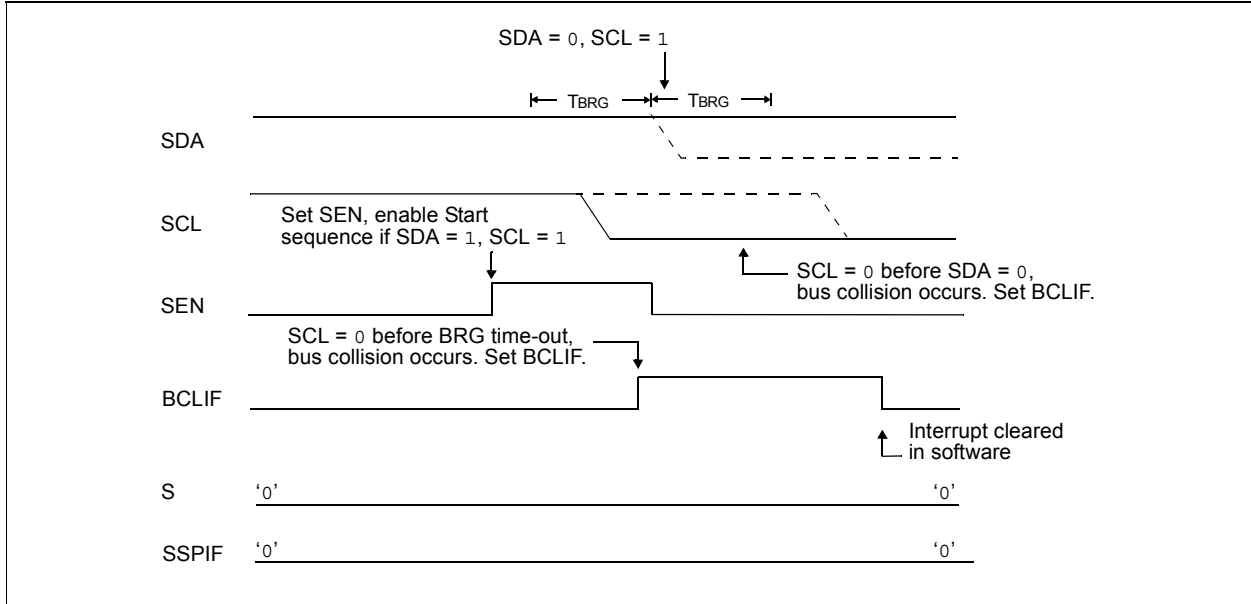 SDA = 0, SCL = 1
TBRG TBRG
SDA
SCL
Set SEN, enable Start
sequence if SDA = 1, SCL = 1
SCL = 0 before SDA = 0,
bus collision occurs. Set BCLIF.
SEN
SCL = 0 before BRG time-out,
bus collision occurs. Set BCLIF.
BCLIF
Interrupt cleared
in software
S ‘0’ ‘0’
SSPIF ‘0’ ‘0’